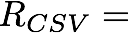 R_{CSV} =